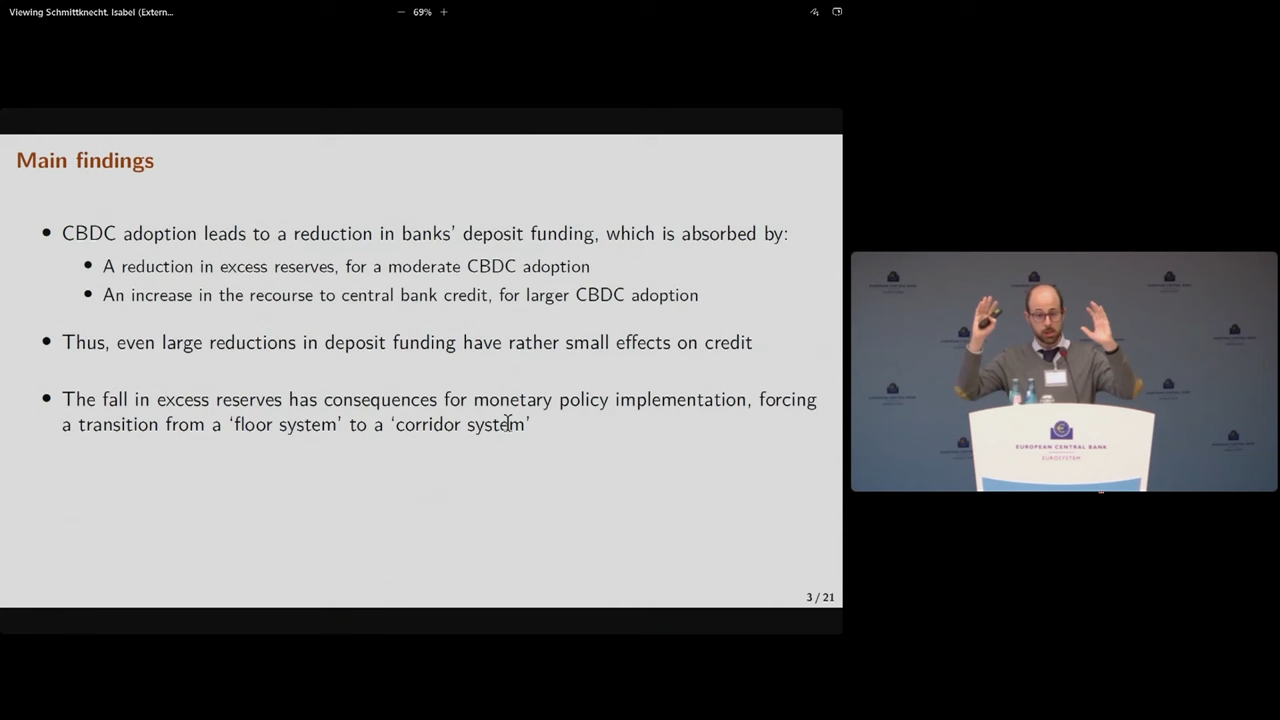 Viewing Schmittknecht, Isabel (Extern...
69%
Main findings
CBDC adoption leads to a reduction in banks' deposit funding, which is absorbed by:
A reduction in excess reserves, for a moderate CBDC adoption
An increase in the recourse to central bank credit, for larger CBDC adoption
Thus, even large reductions in deposit funding have rather small effects on credit
The fall in excess reserves has consequences for monetary policy implementation, forcing
a transition from a 'floor system' to a 'corridor system'
3 / 21
EUROPEAN CENTRAL BANK
EUROSYSTEM